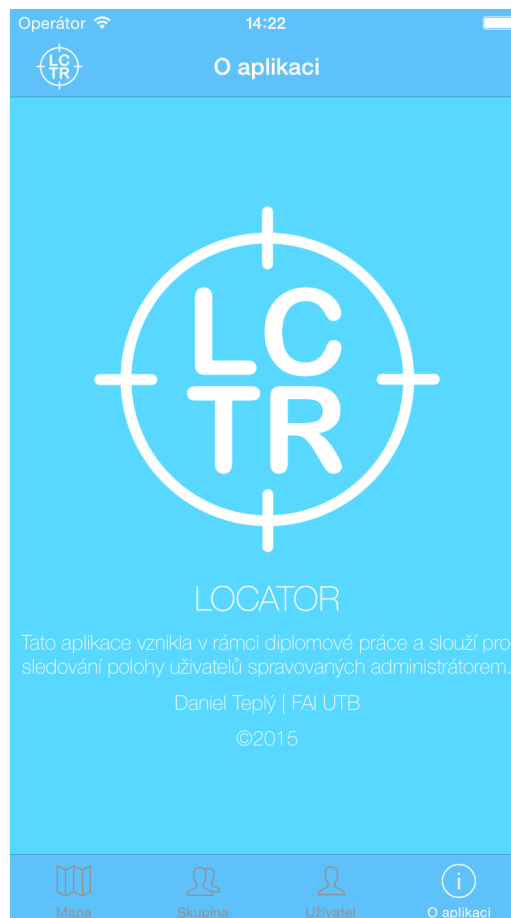 Operátor 14:22
LC
TR
O aplikaci
LC
TR
LOCATOR
Tato aplikace vznikla v rámci diplomové práce a slouží pro
sledování polohy uživatelů spravovaných administrátorem.
Daniel Teplý | FAI UTB
©2015
Mapa Skupina Uživatel O aplikaci